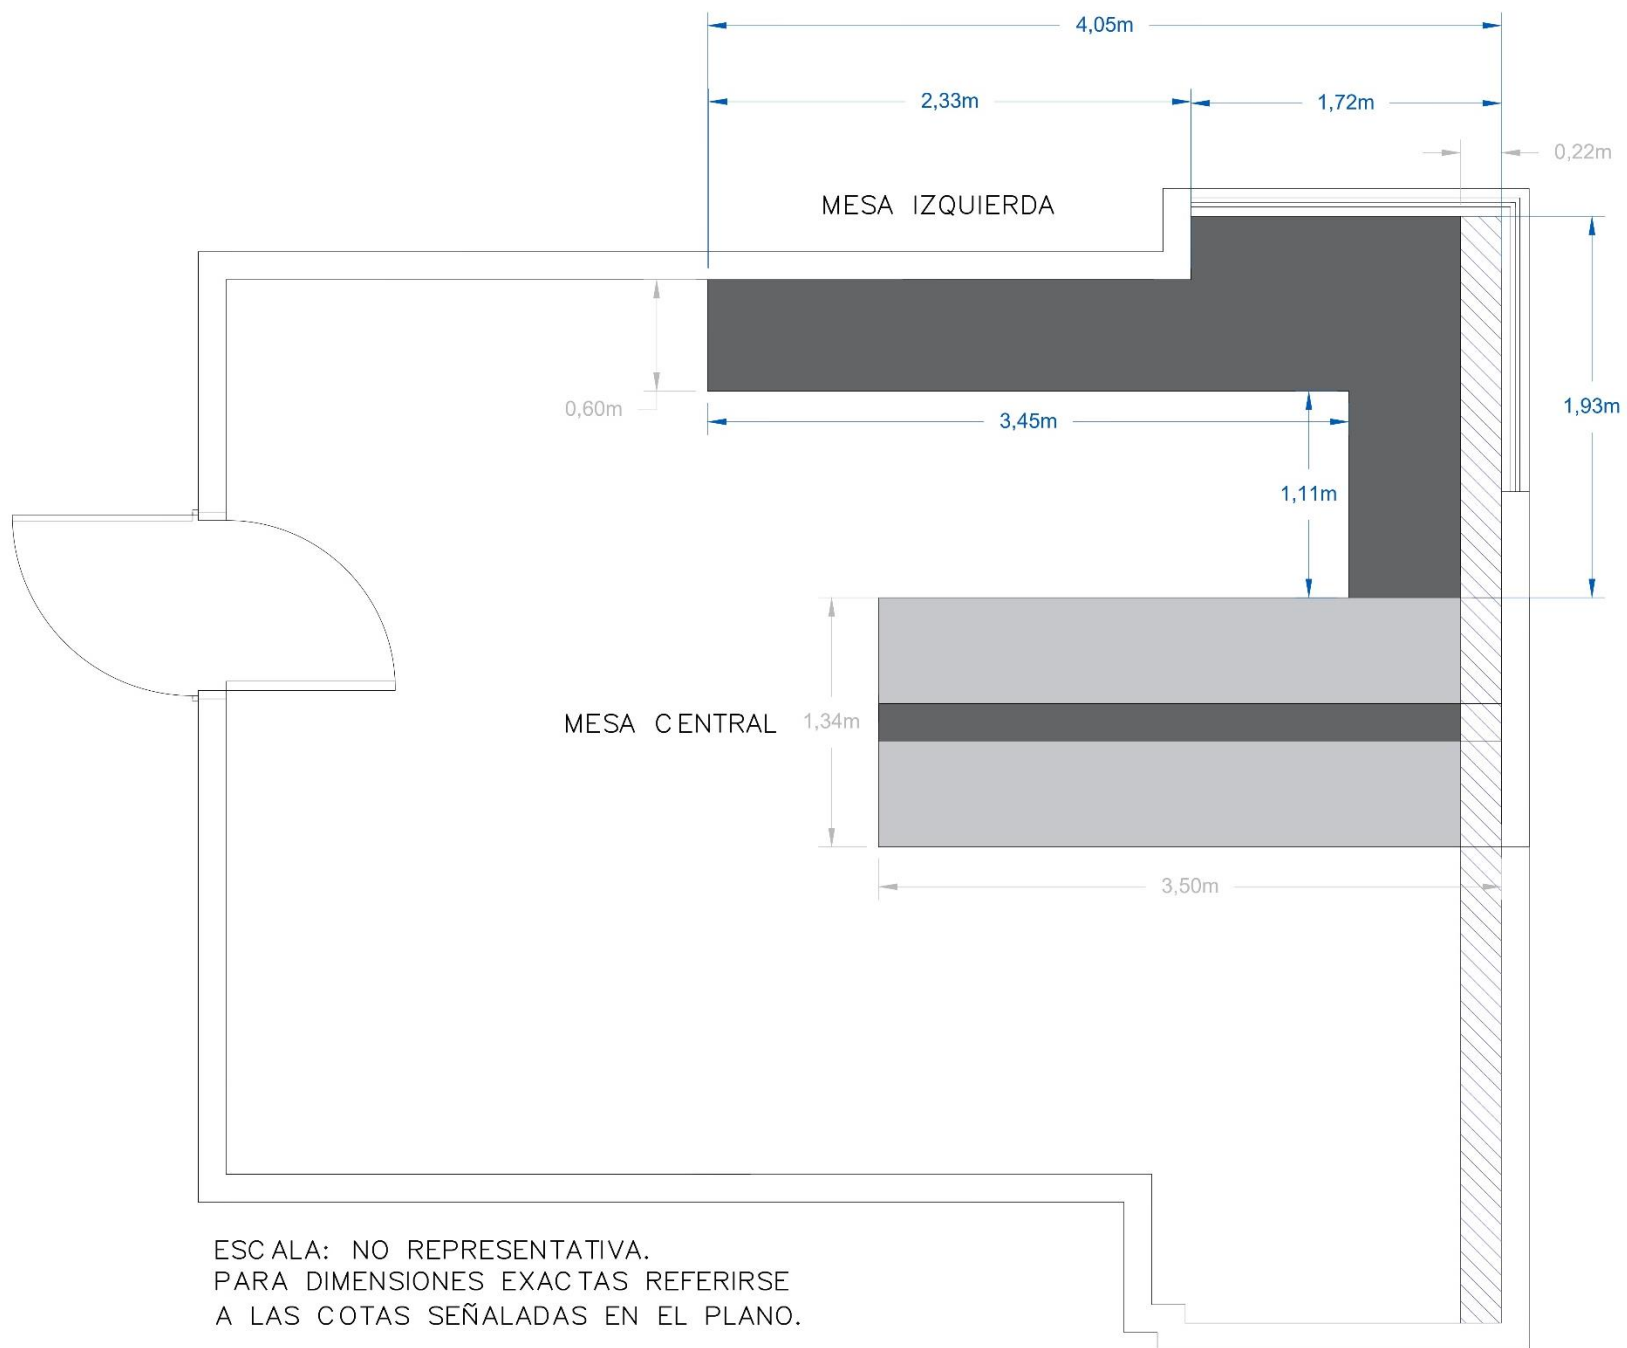 4,05m
2,33m
1,72m
0,22m
MESA IZQUIERDA
0,60m
3,45m
1,93m
1,11m
MESA CENTRAL
1,34m
3,50m
ESCALA: NO REPRESENTATIVA.
PARA DIMENSIONES EXACTAS REFERIRSE
A LAS COTAS SEÑALADAS EN EL PLANO.